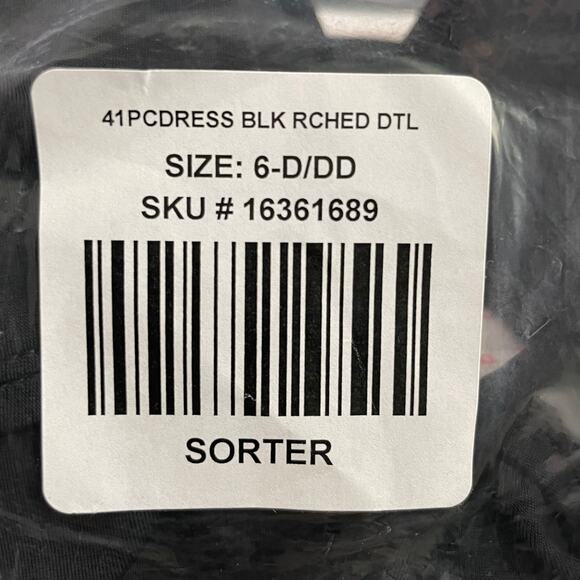 41PCDRESS BLK RCHED DTL
SIZE: 6-D/DD
SKU # 16361689
SORTER